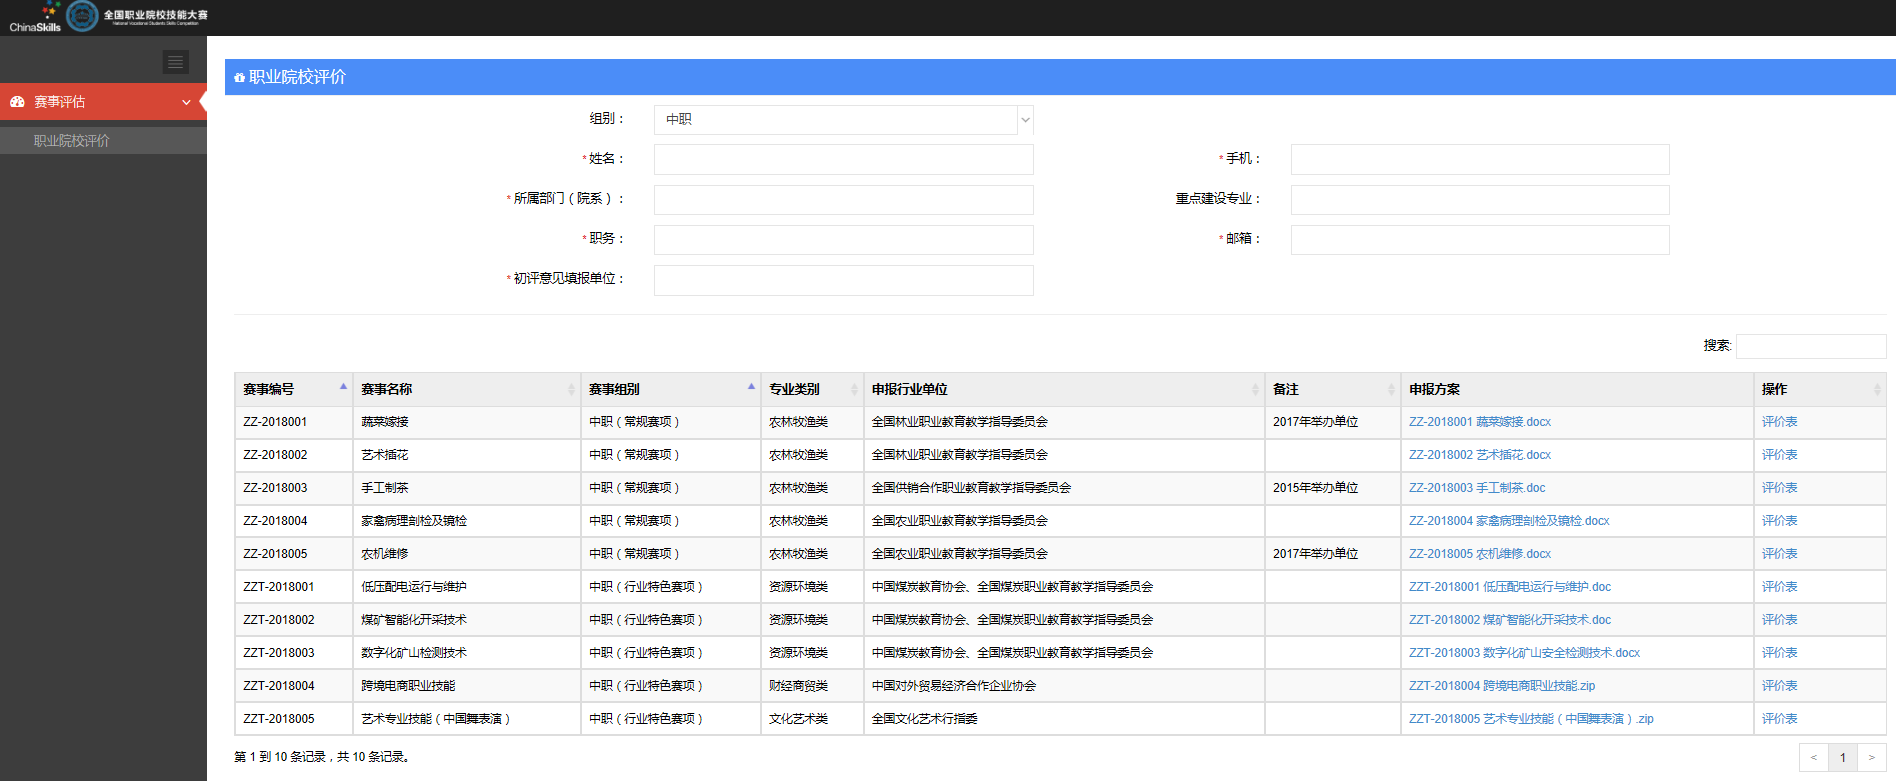 ChinaSkills 全国职业院校技能大赛
National Vocational Students Skills Competition
赛事评估
职业院校评价
职业院校评价
组别： 中职
*姓名： *手机：
*所属部门（院系）： 重点建设专业：
*职务： *邮箱：
*初评意见填报单位：
搜索:
赛事编号 赛事名称 赛事组别 专业类别 申报行业单位 备注 申报方案 操作
ZZ-2018001 蔬菜嫁接 中职（常规赛项） 农林牧渔类 全国林业职业教育教学指导委员会 2017年举办单位 ZZ-2018001 蔬菜嫁接.docx 评价表
ZZ-2018002 艺术插花 中职（常规赛项） 农林牧渔类 全国林业职业教育教学指导委员会 ZZ-2018002 艺术插花.docx 评价表
ZZ-2018003 手工制茶 中职（常规赛项） 农林牧渔类 全国供销合作职业教育教学指导委员会 2015年举办单位 ZZ-2018003 手工制茶.doc 评价表
ZZ-2018004 家禽病理剖检及镜检 中职（常规赛项） 农林牧渔类 全国农业职业教育教学指导委员会 ZZ-2018004 家禽病理剖检及镜检.docx 评价表
ZZ-2018005 农机维修 中职（常规赛项） 农林牧渔类 全国农业职业教育教学指导委员会 2017年举办单位 ZZ-2018005 农机维修.docx 评价表
ZZT-2018001 低压配电运行与维护 中职（行业特色赛项） 资源环境类 中国煤炭教育协会、全国煤炭职业教育教学指导委员会 ZZT-2018001 低压配电运行与维护.doc 评价表
ZZT-2018002 煤矿智能化开采技术 中职（行业特色赛项） 资源环境类 中国煤炭教育协会、全国煤炭职业教育教学指导委员会 ZZT-2018002 煤矿智能化开采技术.doc 评价表
ZZT-2018003 数字化矿山检测技术 中职（行业特色赛项） 资源环境类 中国煤炭教育协会、全国煤炭职业教育教学指导委员会 ZZT-2018003 数字化矿山安全检测技术.docx 评价表
ZZT-2018004 跨境电商职业技能 中职（行业特色赛项） 财经商贸类 中国对外贸易经济合作企业协会 ZZT-2018004 跨境电商职业技能.zip 评价表
ZZT-2018005 艺术专业技能（中国舞表演） 中职（行业特色赛项） 文化艺术类 全国文化艺术行指委 ZZT-2018005 艺术专业技能（中国舞表演）.zip 评价表
第 1 到 10 条记录，共 10 条记录。 < 1 >